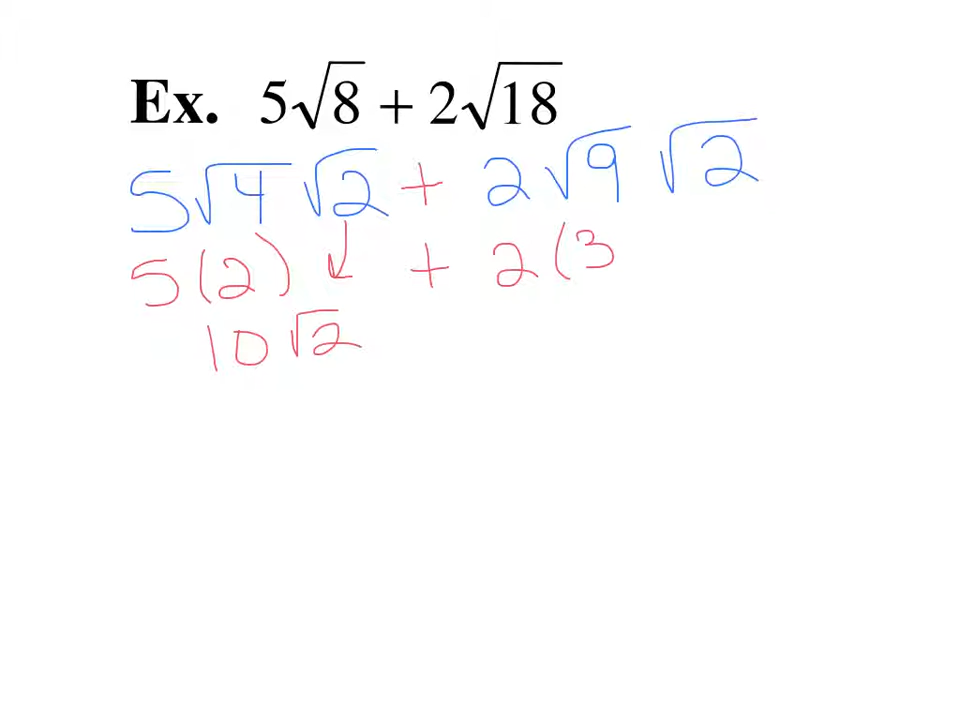 Ex. 5√8 + 2√18
5√4 √2 + 2√9 √2
5(2) ↓ + 2(3
10√2